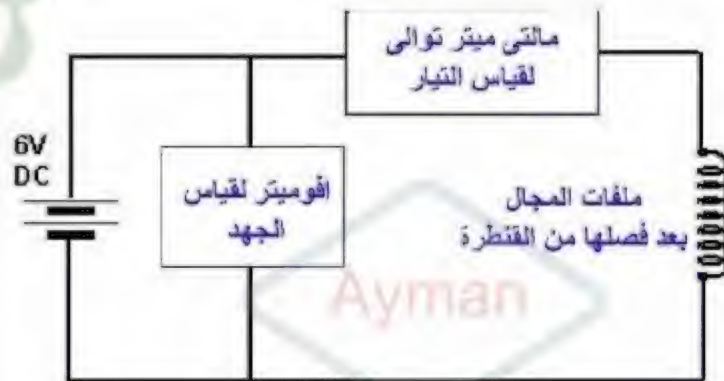 مالتى ميتر توالى
لقياس التيار
6V
DC
افوميتر لقياس
الجهد
ملفات المجال
بعد فصلها من القنطرة
Ayman